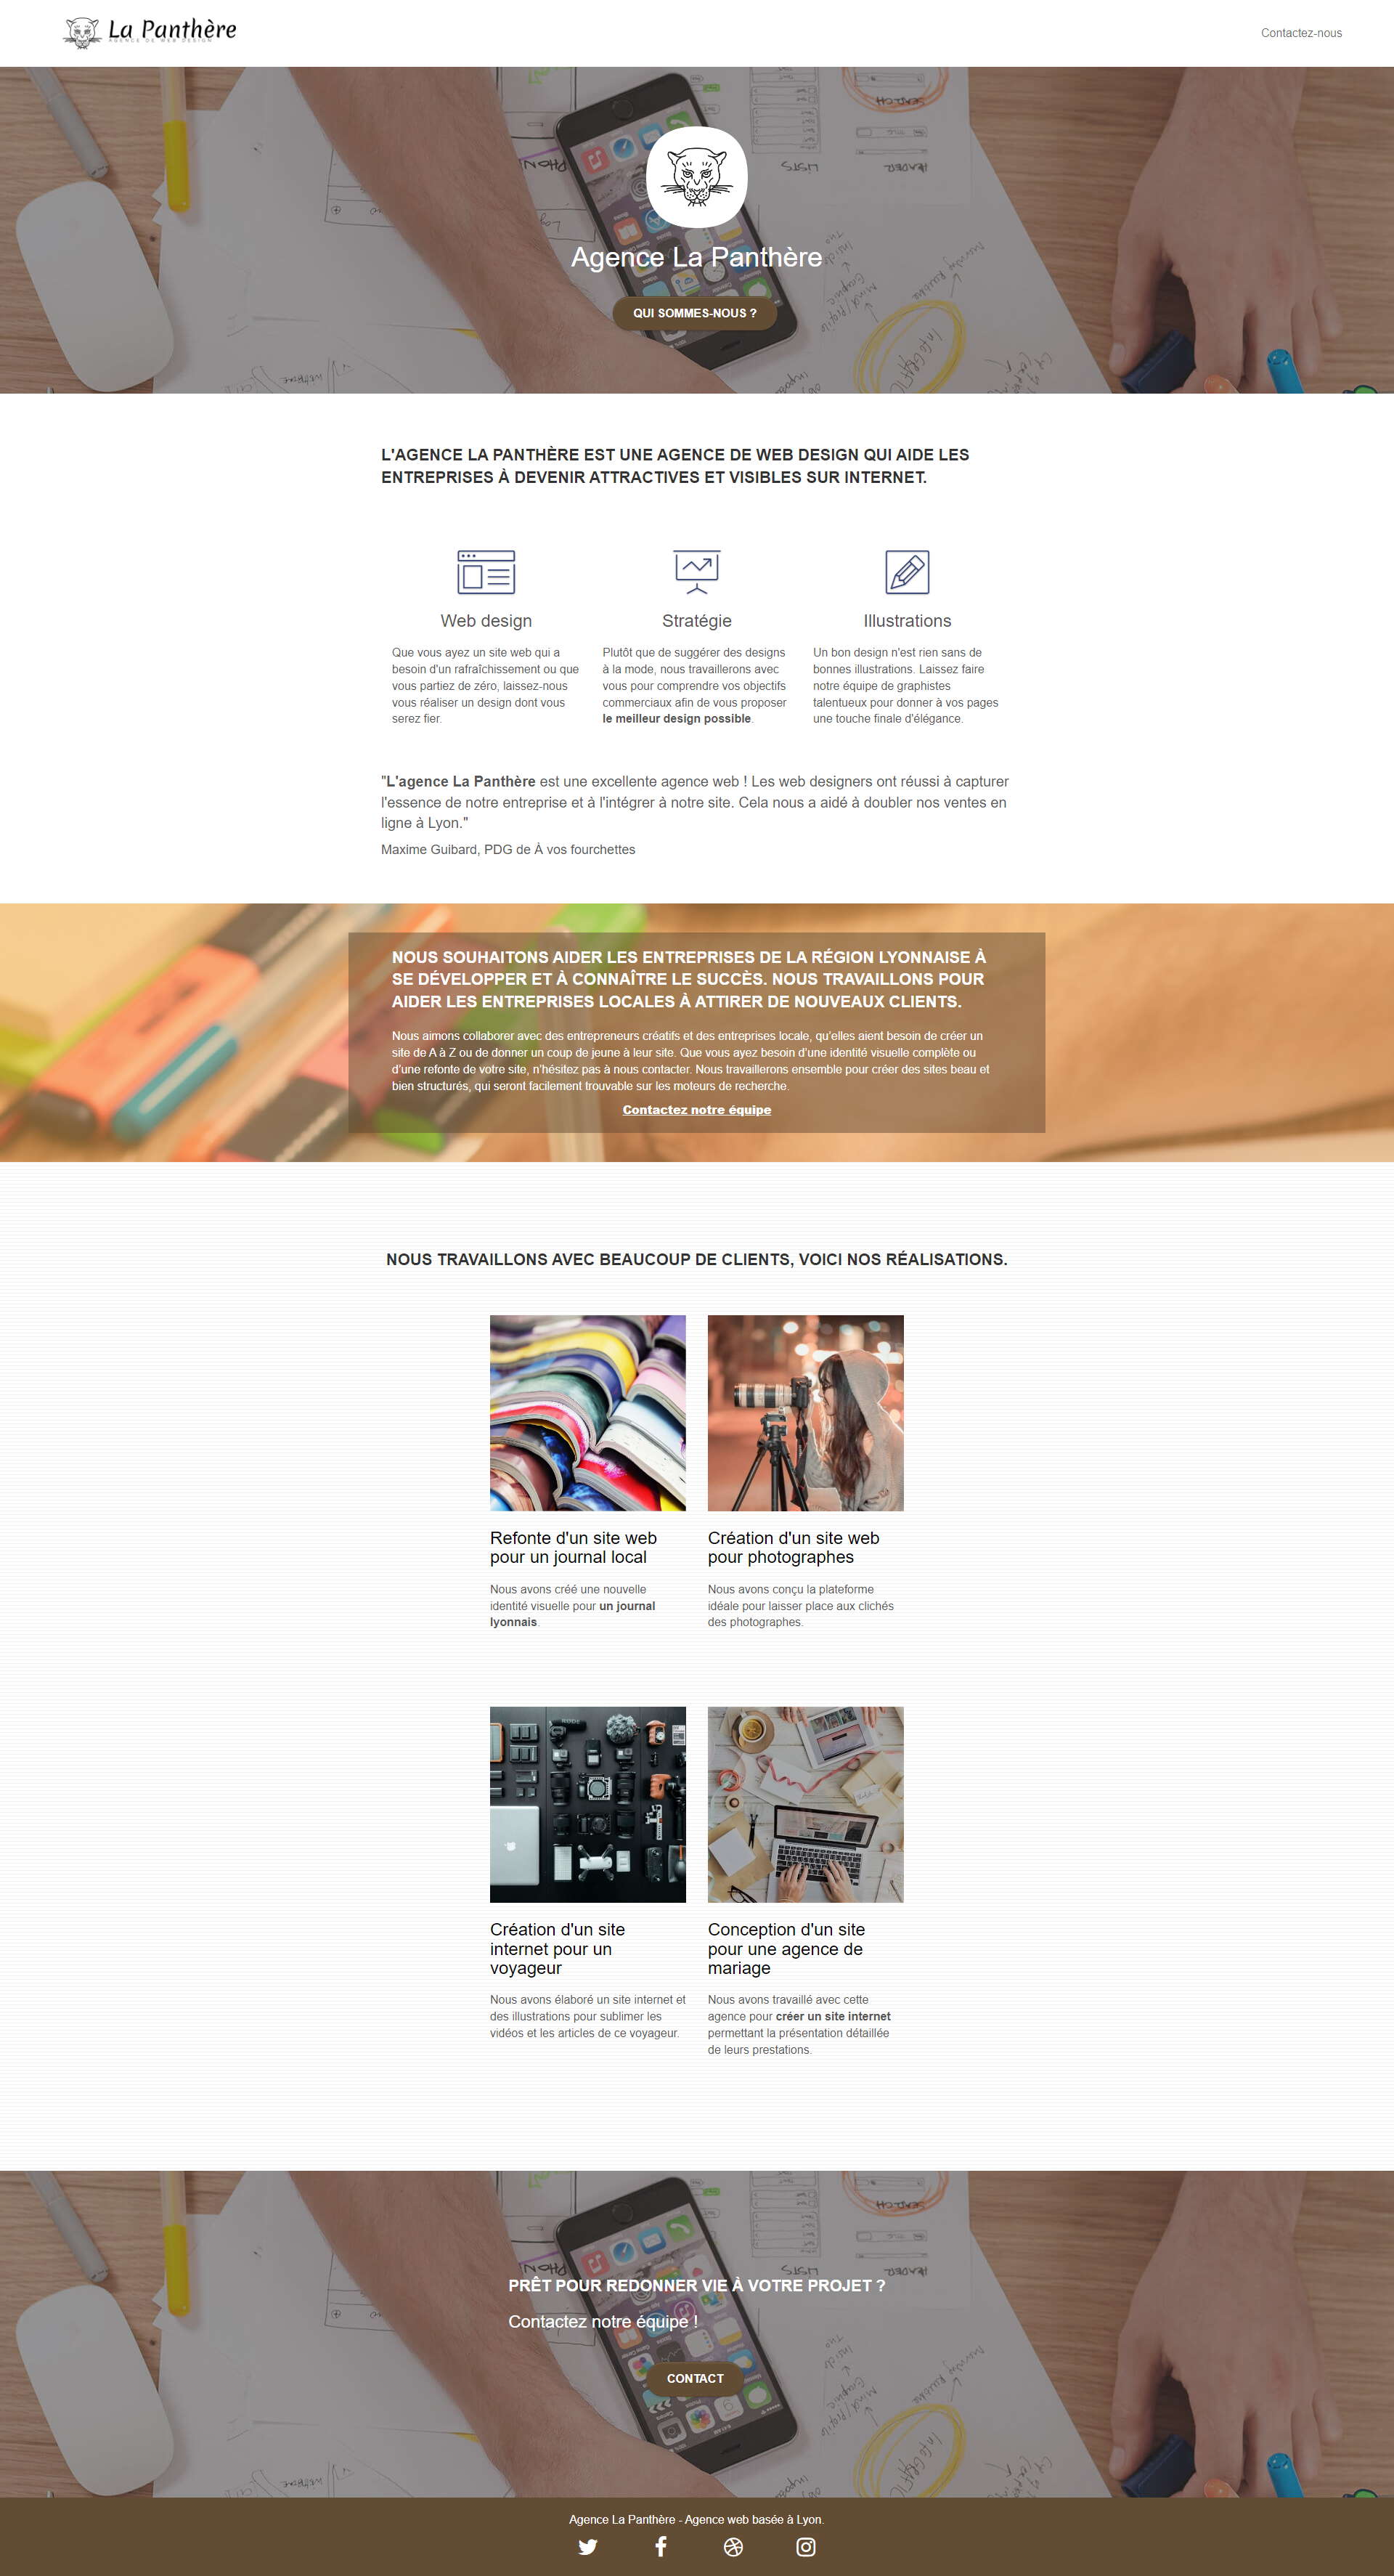 La Panthère
AGENCE DE WEB DESIGN
Contactez-nous
Agence La Panthère
QUI SOMMES-NOUS ?
L'AGENCE LA PANTHÈRE EST UNE AGENCE DE WEB DESIGN QUI AIDE LES
ENTREPRISES À DEVENIR ATTRACTIVES ET VISIBLES SUR INTERNET.
Web design
Que vous ayez un site web qui a
besoin d'un rafraîchissement ou que
vous partiez de zéro, laissez-nous
vous réaliser un design dont vous
serez fier.
Stratégie
Plutôt que de suggérer des designs
à la mode, nous travaillerons avec
vous pour comprendre vos objectifs
commerciaux afin de vous proposer
le meilleur design possible.
Illustrations
Un bon design n'est rien sans de
bonnes illustrations. Laissez faire
notre équipe de graphistes
talentueux pour donner à vos pages
une touche finale d'élégance.
"L'agence La Panthère est une excellente agence web ! Les web designers ont réussi à capturer
l'essence de notre entreprise et à l'intégrer à notre site. Cela nous a aidé à doubler nos ventes en
ligne à Lyon."
Maxime Guibard, PDG de À vos fourchettes
NOUS SOUHAITONS AIDER LES ENTREPRISES DE LA RÉGION LYONNAISE À
SE DÉVELOPPER ET À CONNAÎTRE LE SUCCÈS. NOUS TRAVAILLONS POUR
AIDER LES ENTREPRISES LOCALES À ATTIRER DE NOUVEAUX CLIENTS.
Nous aimons collaborer avec des entrepreneurs créatifs et des entreprises locale, qu’elles aient besoin de créer un
site de A à Z ou de donner un coup de jeune à leur site. Que vous ayez besoin d’une identité visuelle complète ou
d’une refonte de votre site, n’hésitez pas à nous contacter. Nous travaillerons ensemble pour créer des sites beau et
bien structurés, qui seront facilement trouvable sur les moteurs de recherche.
Contactez notre équipe
NOUS TRAVAILLONS AVEC BEAUCOUP DE CLIENTS, VOICI NOS RÉALISATIONS.
Refonte d'un site web
pour un journal local
Nous avons créé une nouvelle
identité visuelle pour un journal
lyonnais.
Création d'un site web
pour photographes
Nous avons conçu la plateforme
idéale pour laisser place aux clichés
des photographes.
Création d'un site
internet pour un
voyageur
Nous avons élaboré un site internet et
des illustrations pour sublimer les
vidéos et les articles de ce voyageur.
Conception d'un site
pour une agence de
mariage
Nous avons travaillé avec cette
agence pour créer un site internet
permettant la présentation détaillée
de leurs prestations.
PRÊT POUR REDONNER VIE À VOTRE PROJET ?
Contactez notre équipe !
CONTACT
Agence La Panthère - Agence web basée à Lyon.